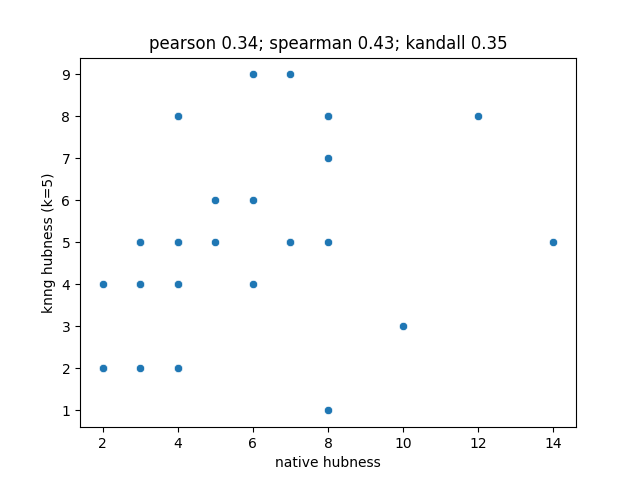 pearson 0.34; spearman 0.43; kandall 0.35
9
8
7
6
5
4
3
2
1
knng hubness (k=5)
2 4 6 8 10 12 14
native hubness